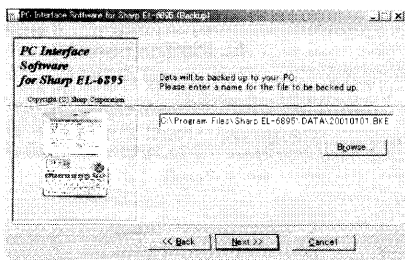 PC Interface Software for Sharp EL-6895 (Backup)
PC Interface
Software
for Sharp EL-6895
Copyright (C) Sharp Corporation
Data will be backed up to your PC.
Please enter a name for the file to be backed up.
C:\Program Files\Sharp EL-6895\DATA\20010101.BKE
Browse...
<< Back
Next >>
Cancel